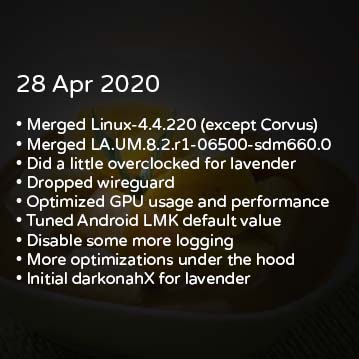 28 Apr 2020
• Merged Linux-4.4.220 (except Corvus)
• Merged LA.UM.8.2.r1-06500-sdm660.0
• Did a little overclocked for lavender
• Dropped wireguard
• Optimized GPU usage and performance
• Tuned Android LMK default value
• Disable some more logging
• More optimizations under the hood
• Initial darkonahX for lavender